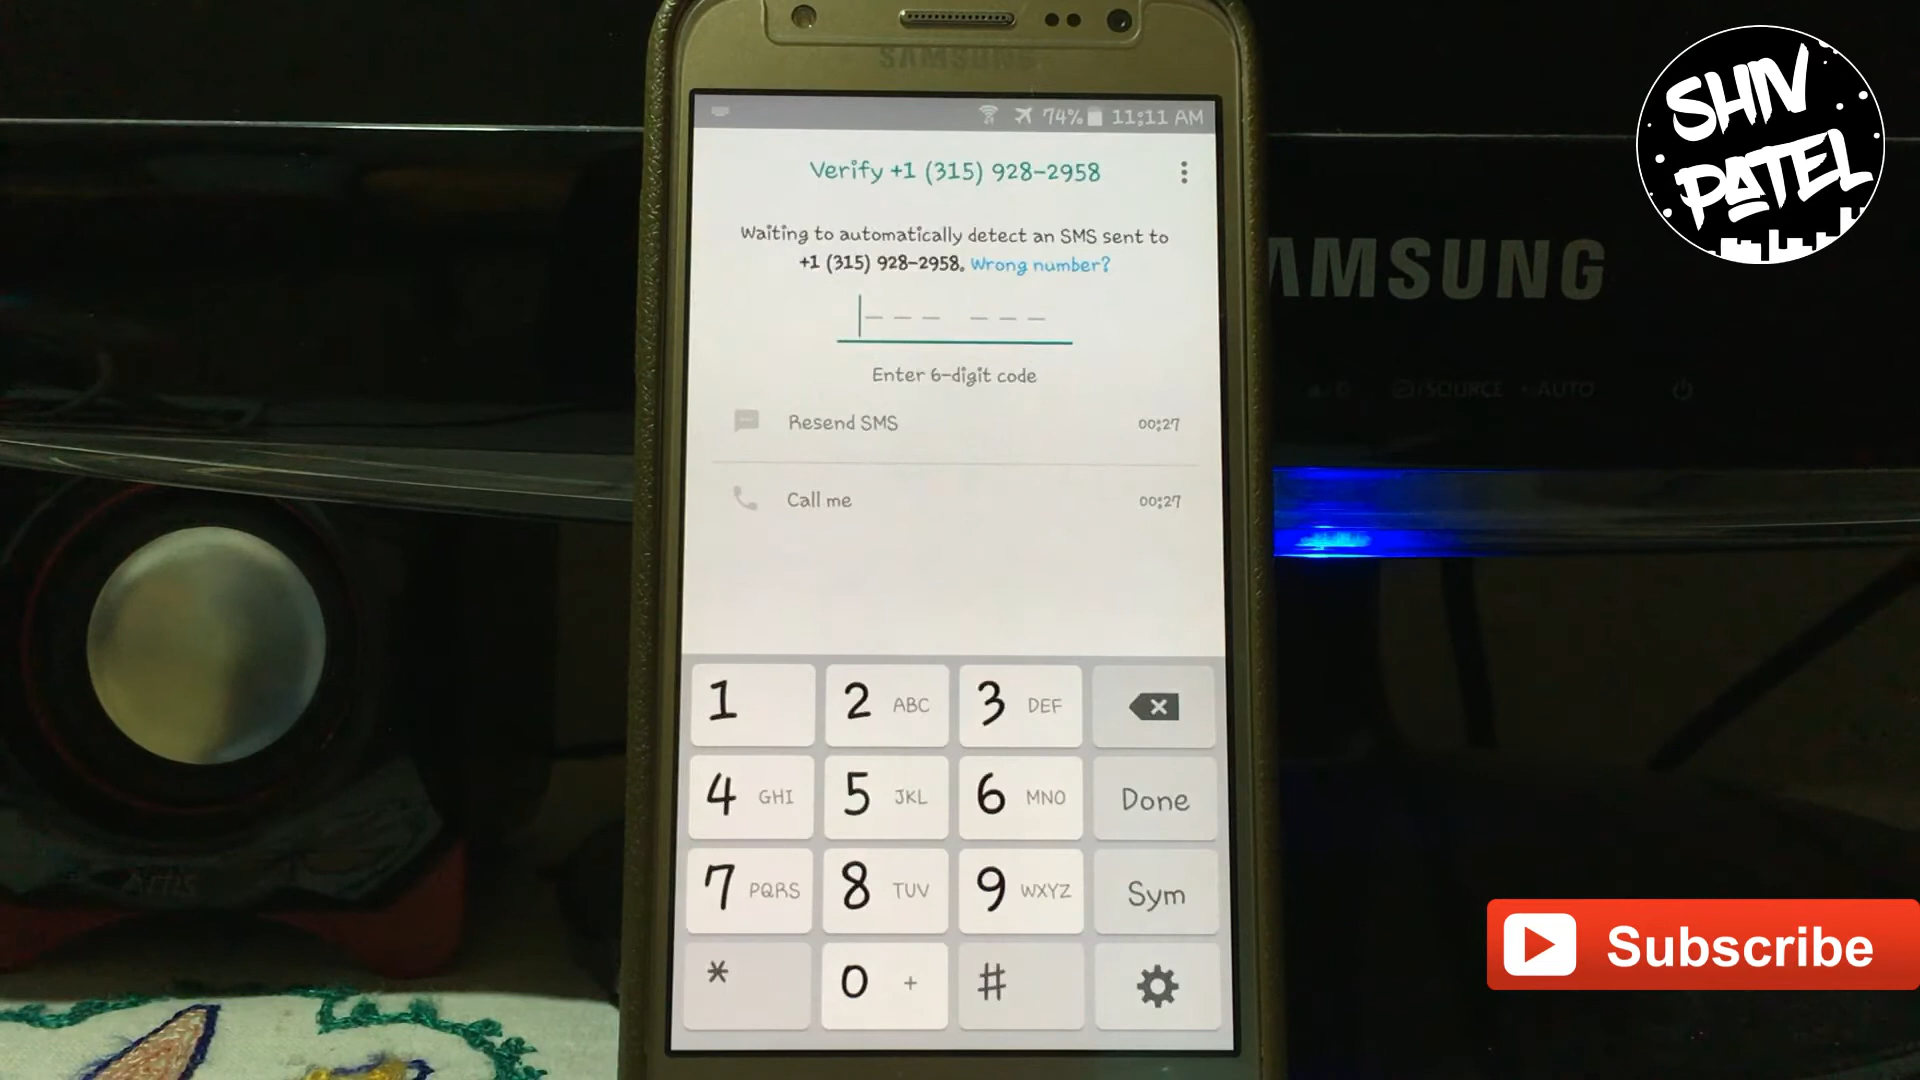 SAMSUNG
74% 11:11 AM
Verify +1 (315) 928-2958
Waiting to automatically detect an SMS sent to
+1 (315) 928-2958. Wrong number?
--- ---
Enter 6-digit code
Resend SMS 00:27
Call me 00:27
1 2 ABC 3 DEF
4 GHI 5 JKL 6 MNO Done
7 PQRS 8 TUV 9 WXYZ Sym
* 0 + #
SHIV
PATEL
AMSUNG
SOURCE AUTO
Subscribe